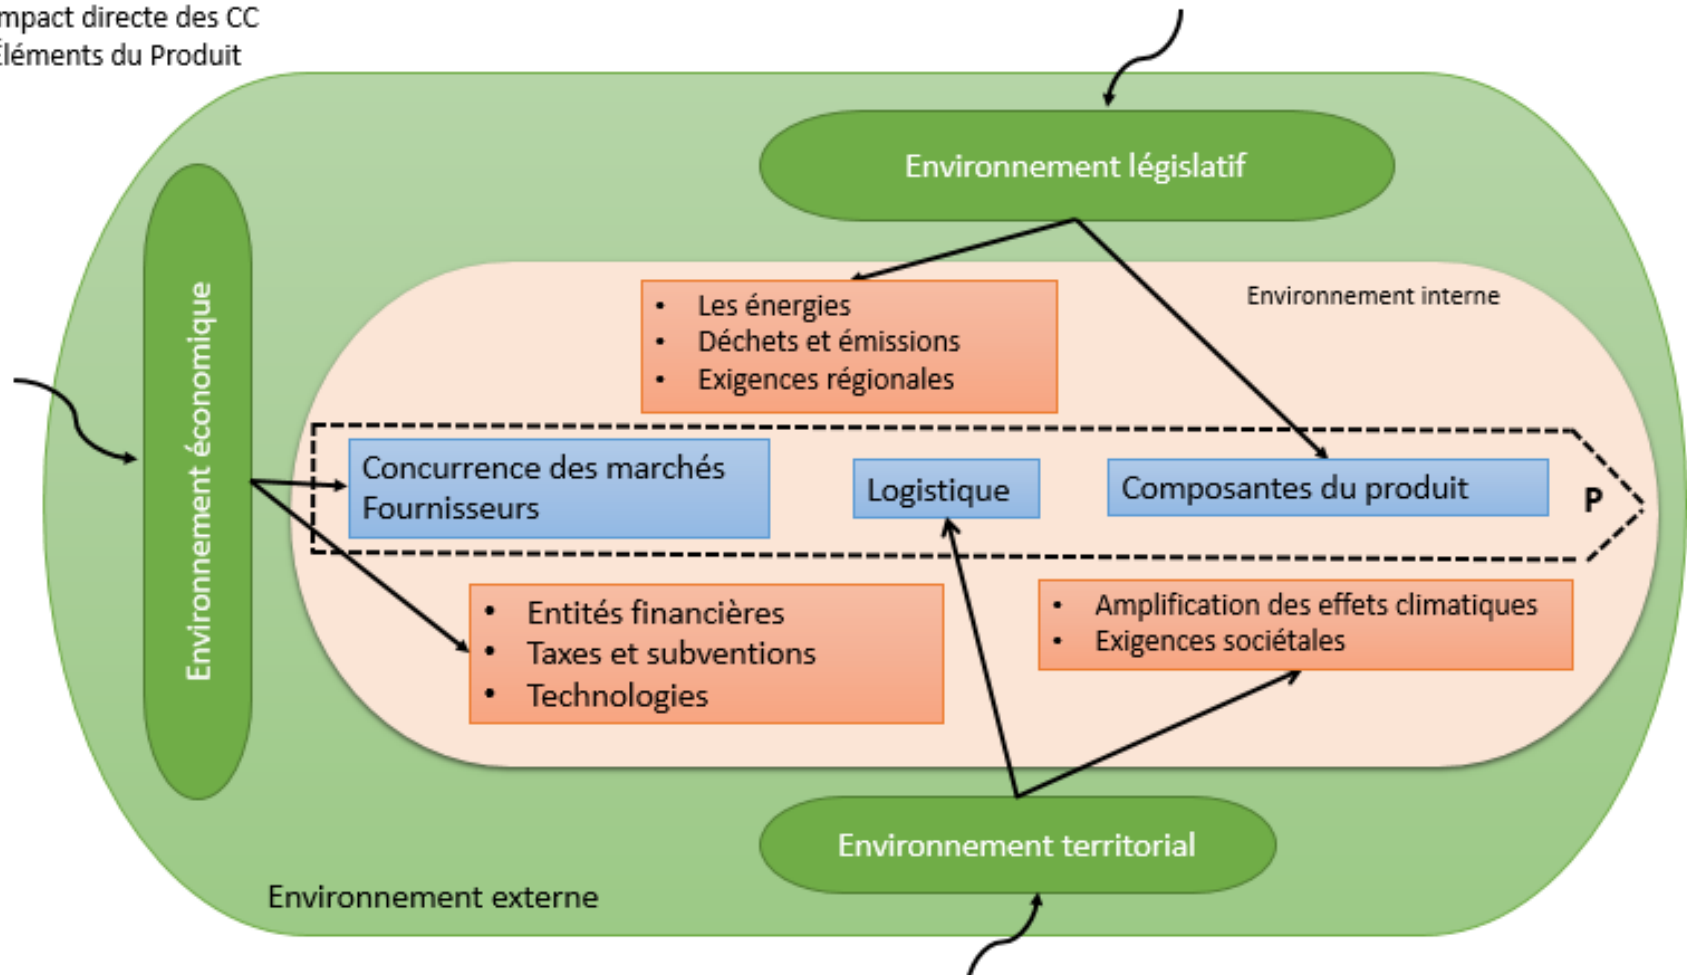 mpact directe des CC
Éléments du Produit
Environnement législatif
Environnement interne
• Les énergies
• Déchets et émissions
• Exigences régionales
Environnement économique
Concurrence des marchés
Fournisseurs
Logistique
Composantes du produit
P
• Entités financières
• Taxes et subventions
• Technologies
• Amplification des effets climatiques
• Exigences sociétales
Environnement territorial
Environnement externe